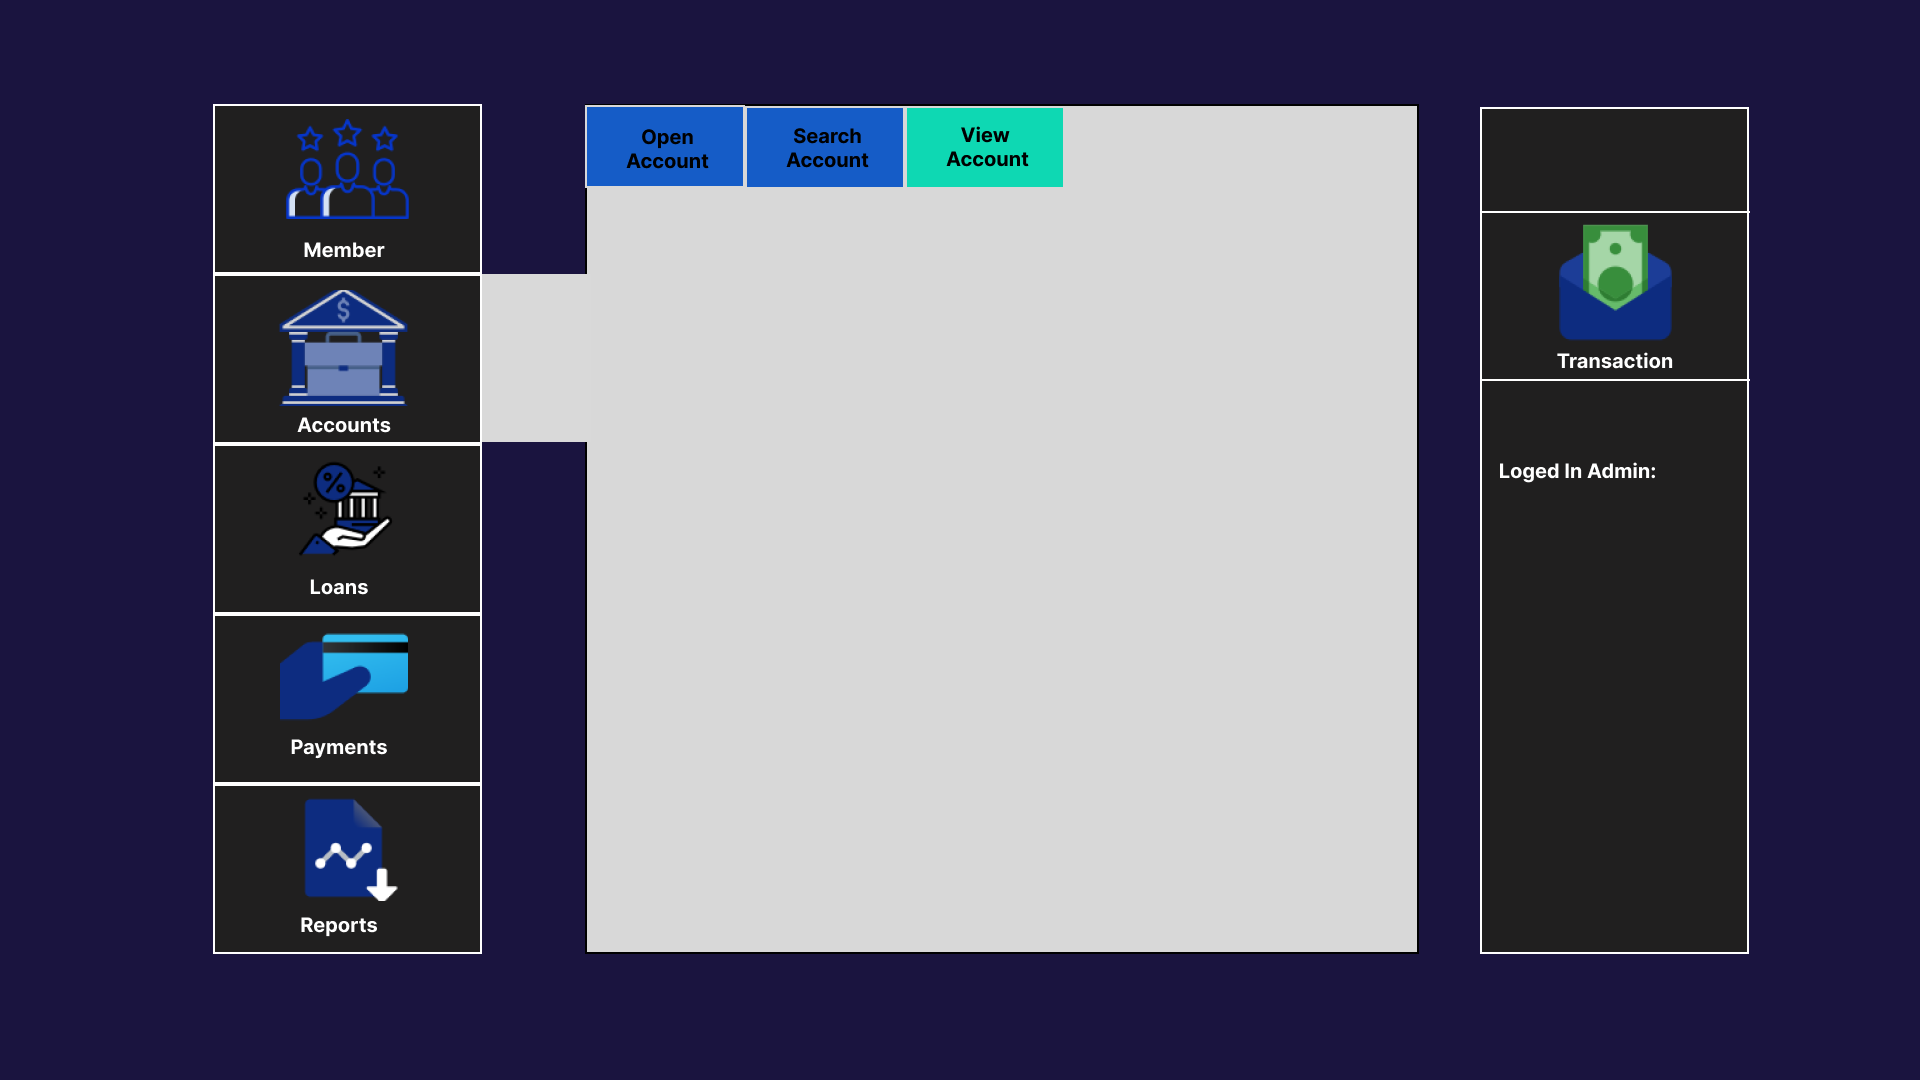 Member
Accounts
Loans
Payments
Reports
Open
Account
Search
Account
View
Account
Transaction
Loged In Admin: